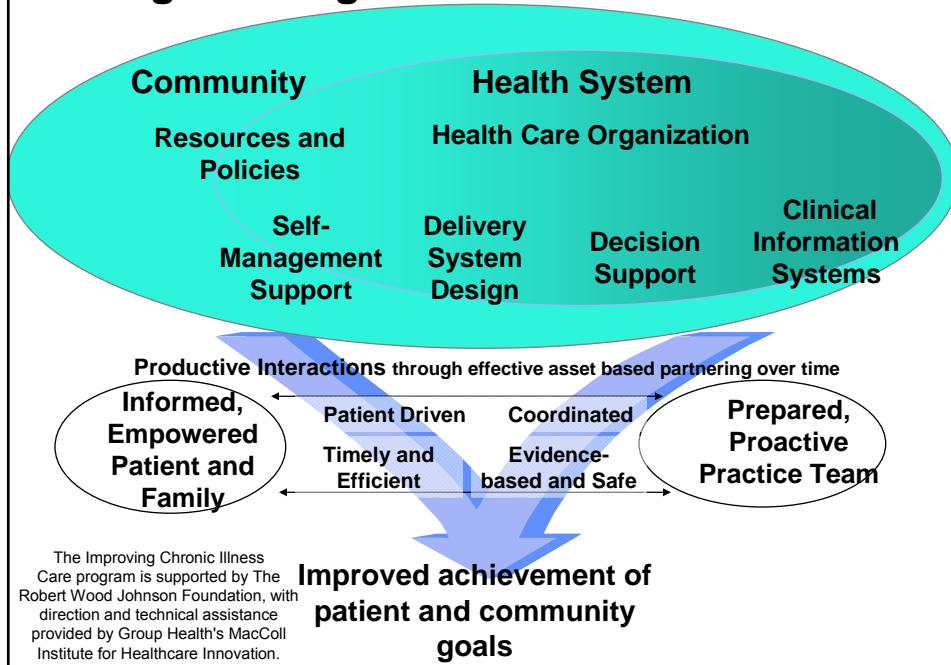 Community
Health System
Resources and
Policies
Health Care Organization
Self-
Management
Support
Delivery
System
Design
Decision
Support
Clinical
Information
Systems
Productive Interactions through effective asset based partnering over time
Informed,
Empowered
Patient and
Family
Patient Driven
Coordinated
Timely and
Efficient
Evidence-
based and Safe
Prepared,
Proactive
Practice Team
The Improving Chronic Illness
Care program is supported by The
Robert Wood Johnson Foundation, with
direction and technical assistance
provided by Group Health's MacColl
Institute for Healthcare Innovation.
Improved achievement of
patient and community
goals